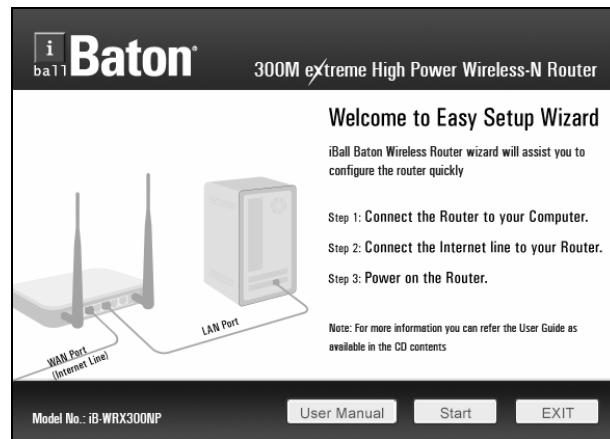 i
ball Baton®
300M extreme High Power Wireless-N Router
Welcome to Easy Setup Wizard
iBall Baton Wireless Router wizard will assist you to
configure the router quickly
Step 1: Connect the Router to your Computer.
Step 2: Connect the Internet line to your Router.
Step 3: Power on the Router.
Note: For more information you can refer the User Guide as
available in the CD contents
LAN Port
WAN Port
(Internet Line)
Model No.: iB-WRX300NP
User Manual
Start
EXIT